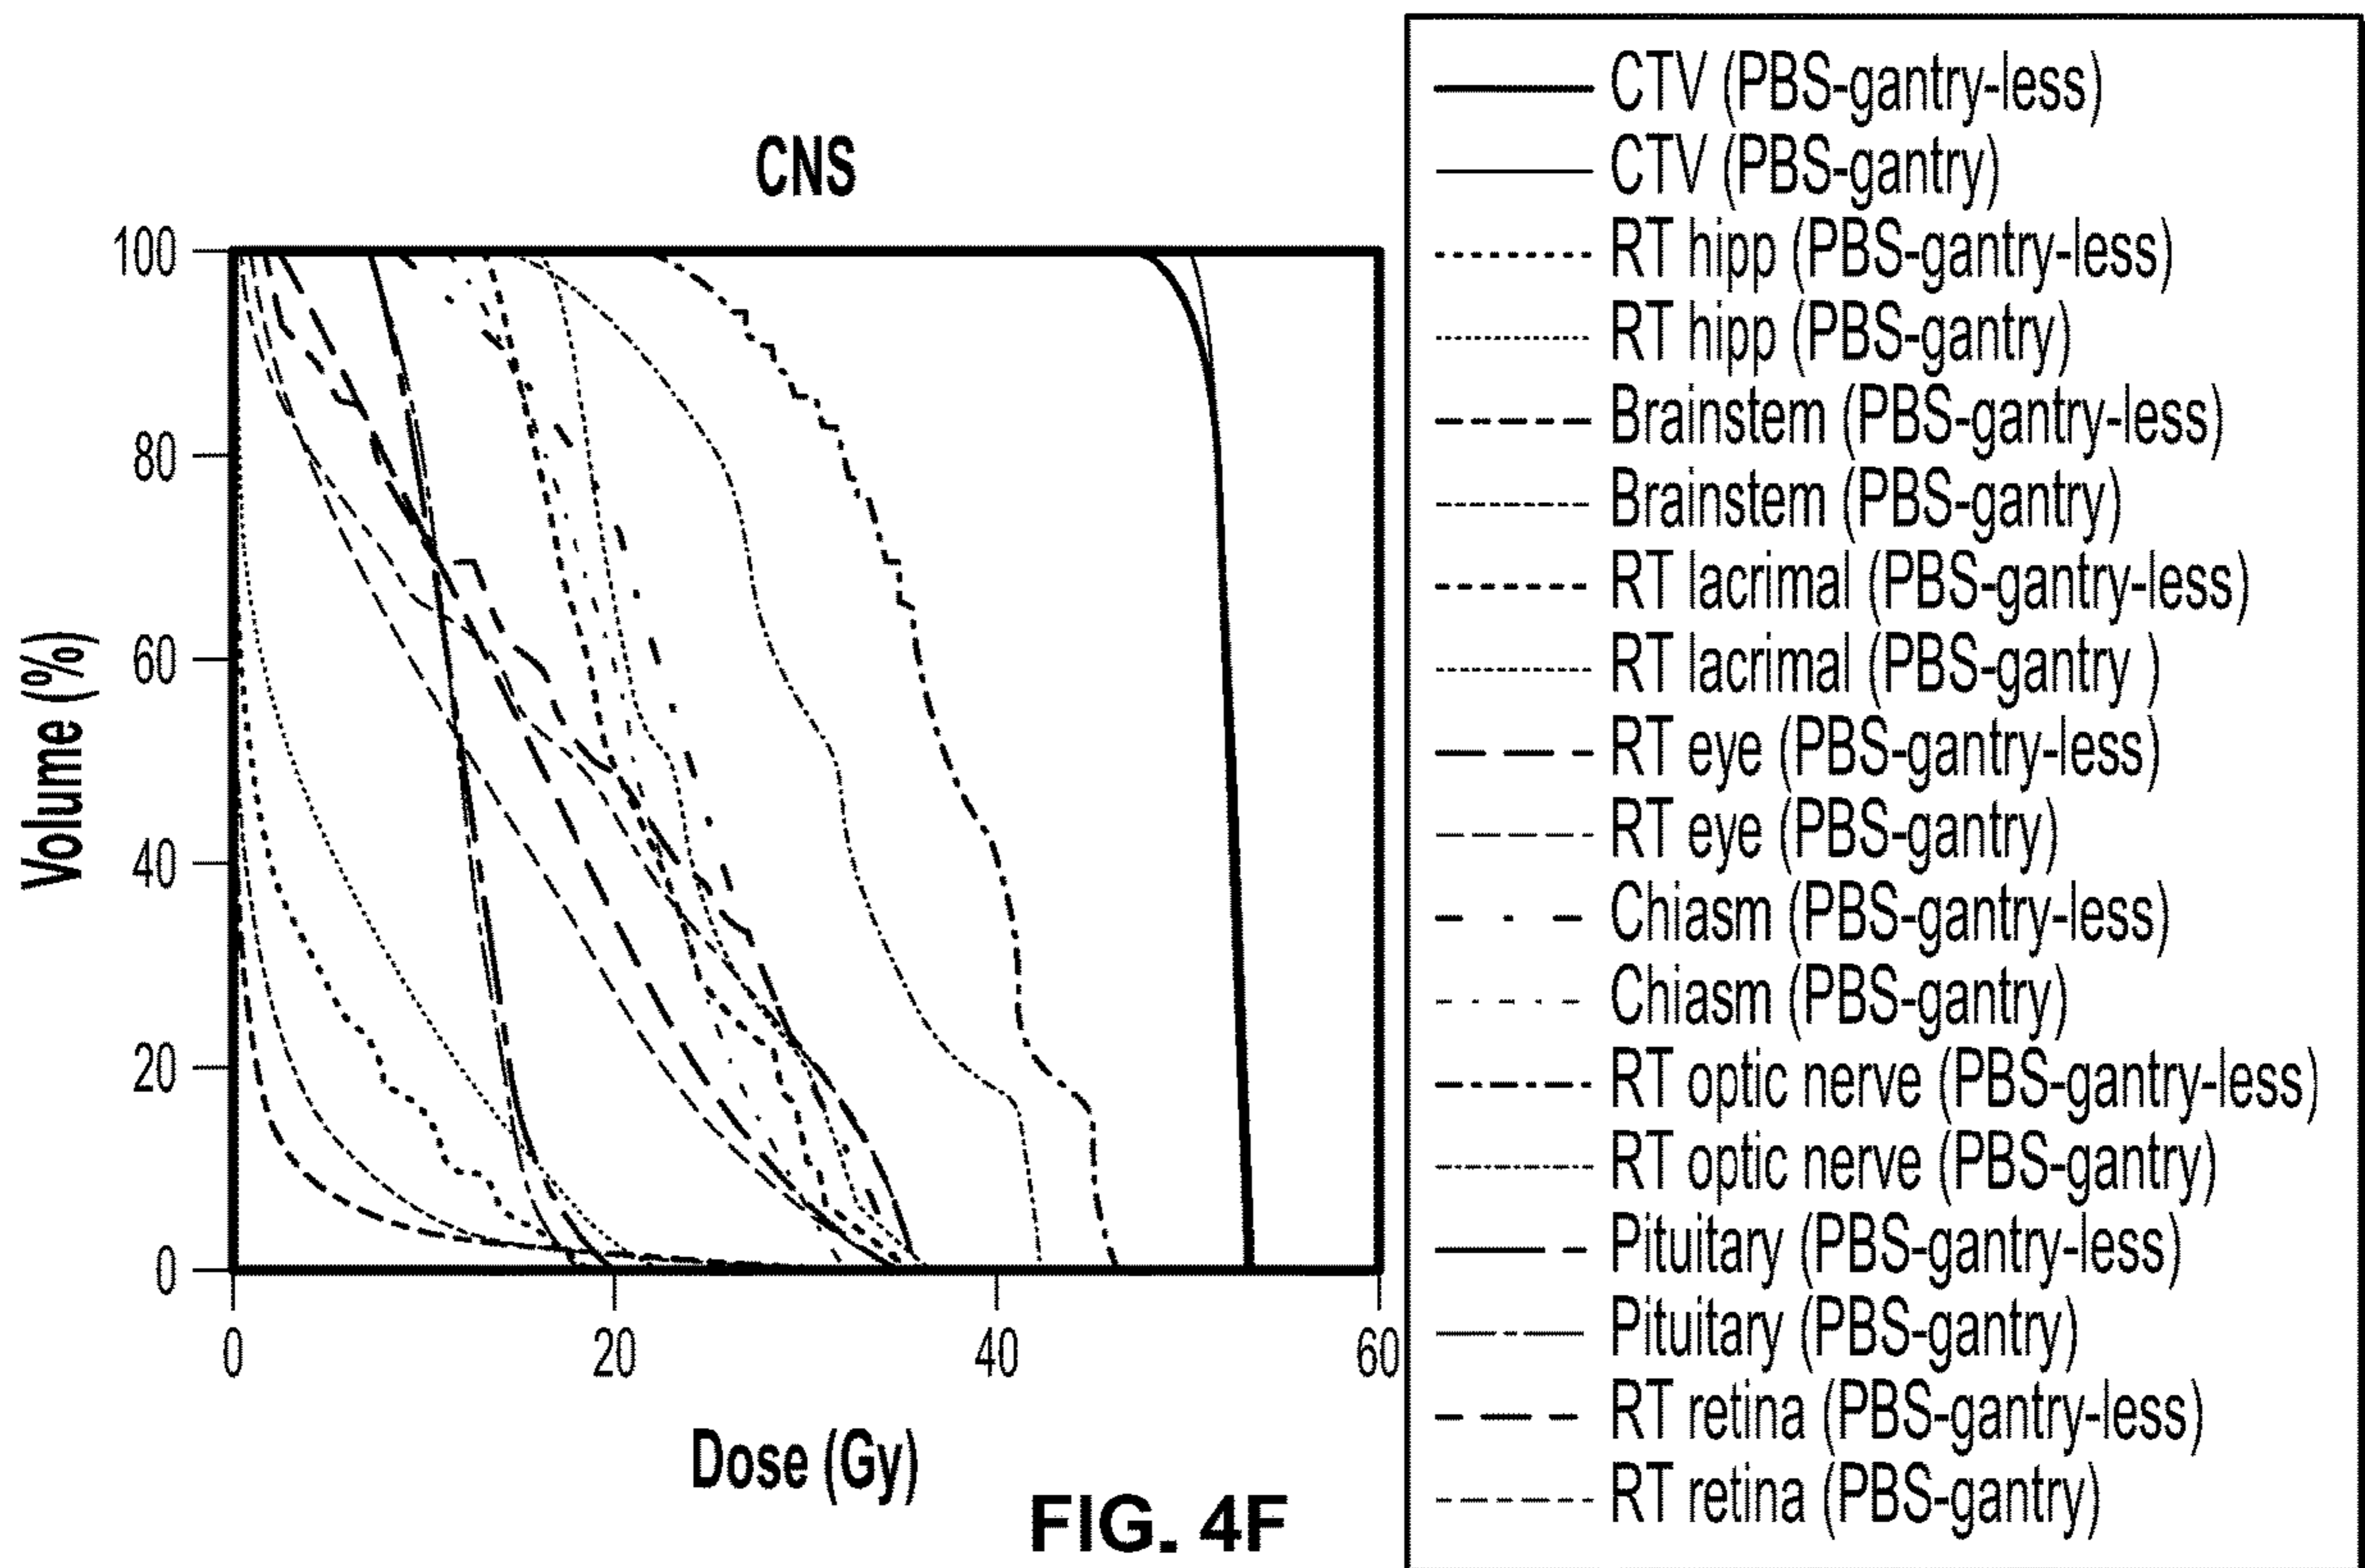 CNS
100
80
60
40
20
0
Volume (%)
0 20 40 60
Dose (Gy)
FIG. 4F
CTV (PBS-gantry-less)
CTV (PBS-gantry)
RT hipp (PBS-gantry-less)
RT hipp (PBS-gantry)
Brainstem (PBS-gantry-less)
Brainstem (PBS-gantry)
RT lacrimal (PBS-gantry-less)
RT lacrimal (PBS-gantry )
RT eye (PBS-gantry-less)
RT eye (PBS-gantry)
Chiasm (PBS-gantry-less)
Chiasm (PBS-gantry)
RT optic nerve (PBS-gantry-less)
RT optic nerve (PBS-gantry)
Pituitary (PBS-gantry-less)
Pituitary (PBS-gantry)
RT retina (PBS-gantry-less)
RT retina (PBS-gantry)